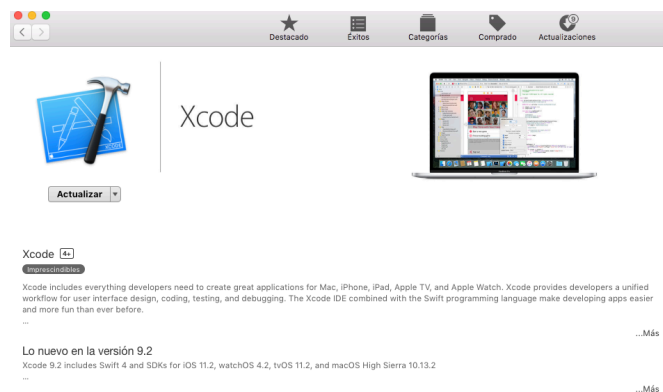 Destacado Éxitos Categorías Comprado Actualizaciones
Xcode
Actualizar
Xcode 4+
Imprescindibles
Xcode includes everything developers need to create great applications for Mac, iPhone, iPad, Apple TV, and Apple Watch. Xcode provides developers a unified
workflow for user interface design, coding, testing, and debugging. The Xcode IDE combined with the Swift programming language make developing apps easier
and more fun than ever before.
...
...Más
Lo nuevo en la versión 9.2
Xcode 9.2 includes Swift 4 and SDKs for iOS 11.2, watchOS 4.2, tvOS 11.2, and macOS High Sierra 10.13.2
...
...Más